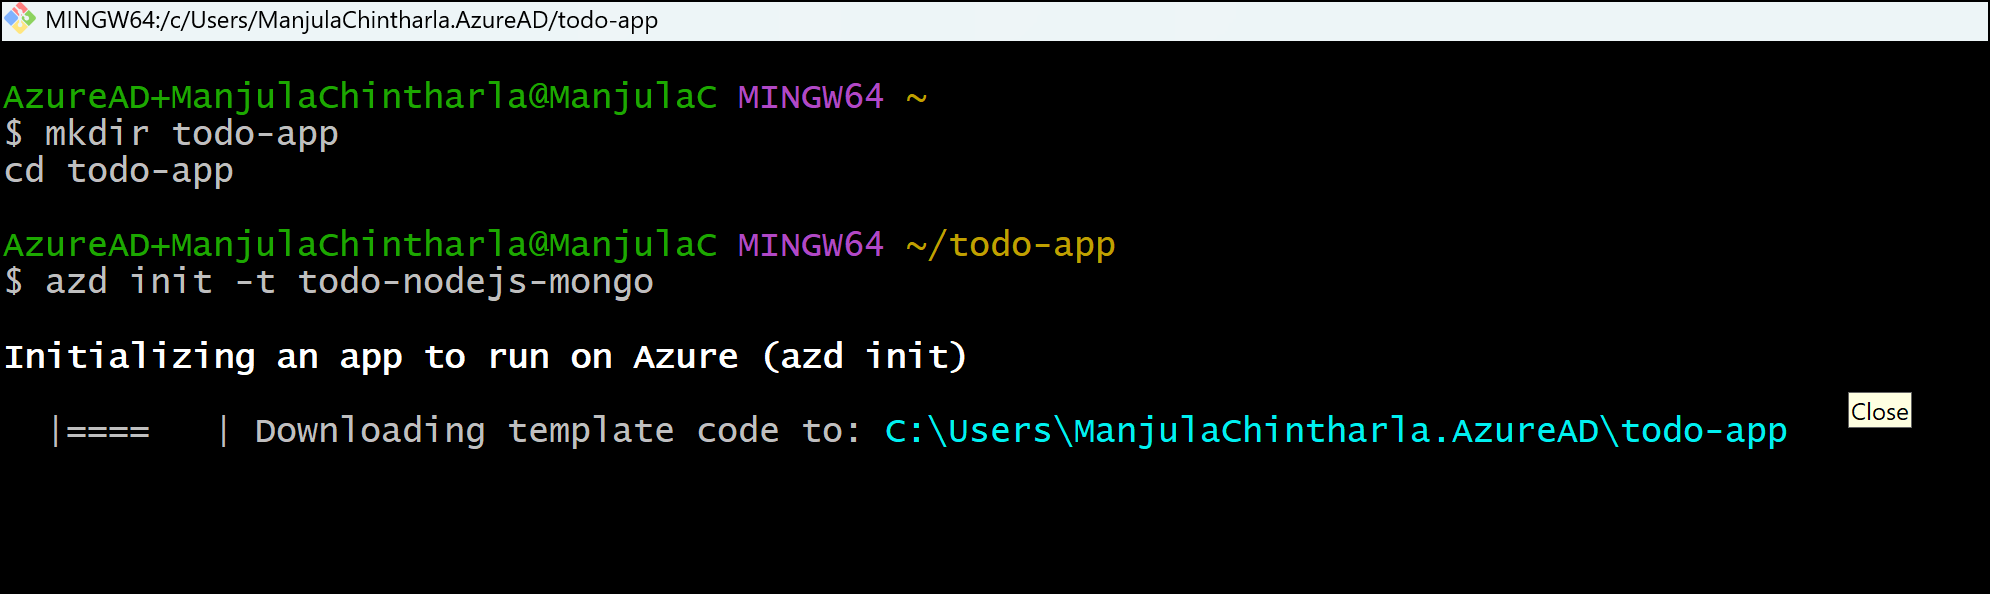 MINGW64:/c/Users/ManjulaChintharla.AzureAD/todo-app
AzureAD+ManjulaChintharla@ManjulaC MINGW64 ~
$ mkdir todo-app
cd todo-app
AzureAD+ManjulaChintharla@ManjulaC MINGW64 ~/todo-app
$ azd init -t todo-nodejs-mongo
Initializing an app to run on Azure (azd init)
|====   | Downloading template code to: C:\Users\ManjulaChintharla.AzureAD\todo-app
Close